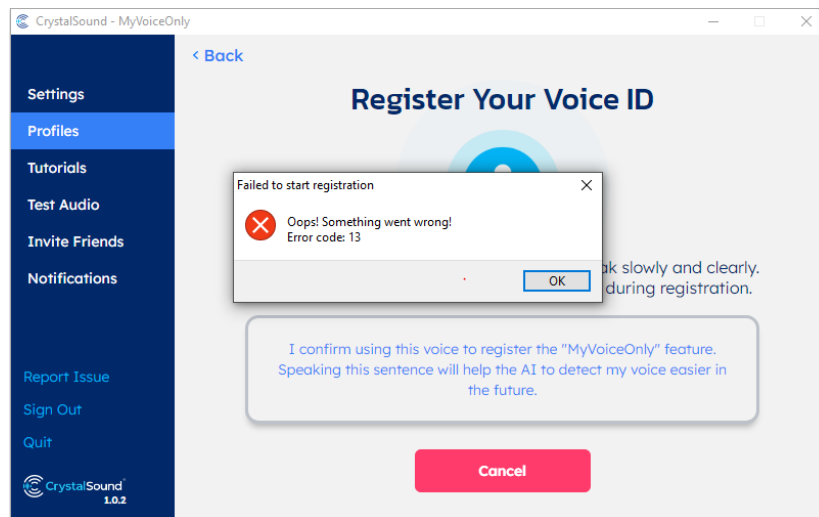 CrystalSound - MyVoiceOnly
< Back
Settings
Profiles
Tutorials
Test Audio
Invite Friends
Notifications
Report Issue
Sign Out
Quit
CrystalSound
1.0.2
Register Your Voice ID
Failed to start registration
Oops! Something went wrong!
Error code: 13
OK
slowly and clearly.
during registration.
I confirm using this voice to register the "MyVoiceOnly" feature.
Speaking this sentence will help the AI to detect my voice easier in
the future.
Cancel